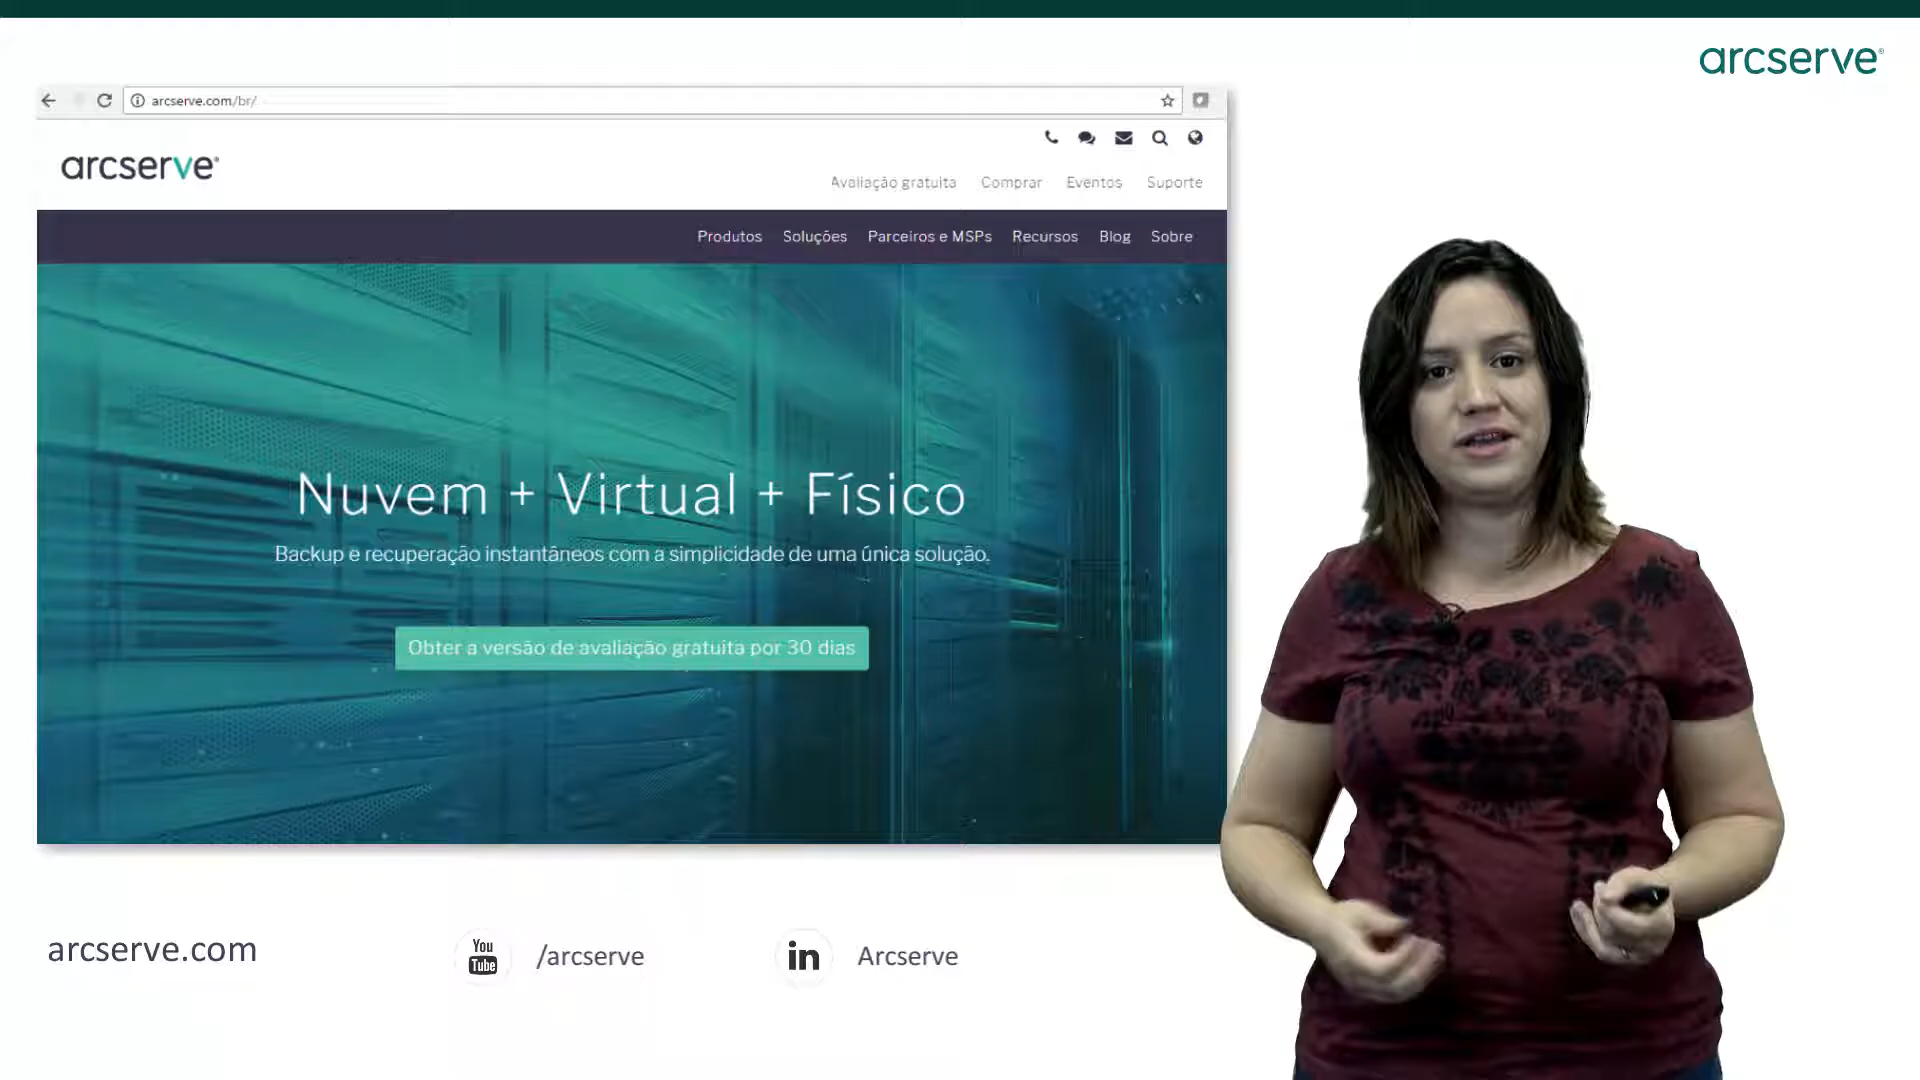 arcserve®
arcserve.com/br/
arcserve®
Avaliação gratuita Comprar Eventos Suporte
Produtos Soluções Parceiros e MSPs Recursos Blog Sobre
Nuvem + Virtual + Físico
Backup e recuperação instantâneos com a simplicidade de uma única solução.
Obter a versão de avaliação gratuita por 30 dias
arcserve.com
You
Tube
/arcserve
in
Arcserve